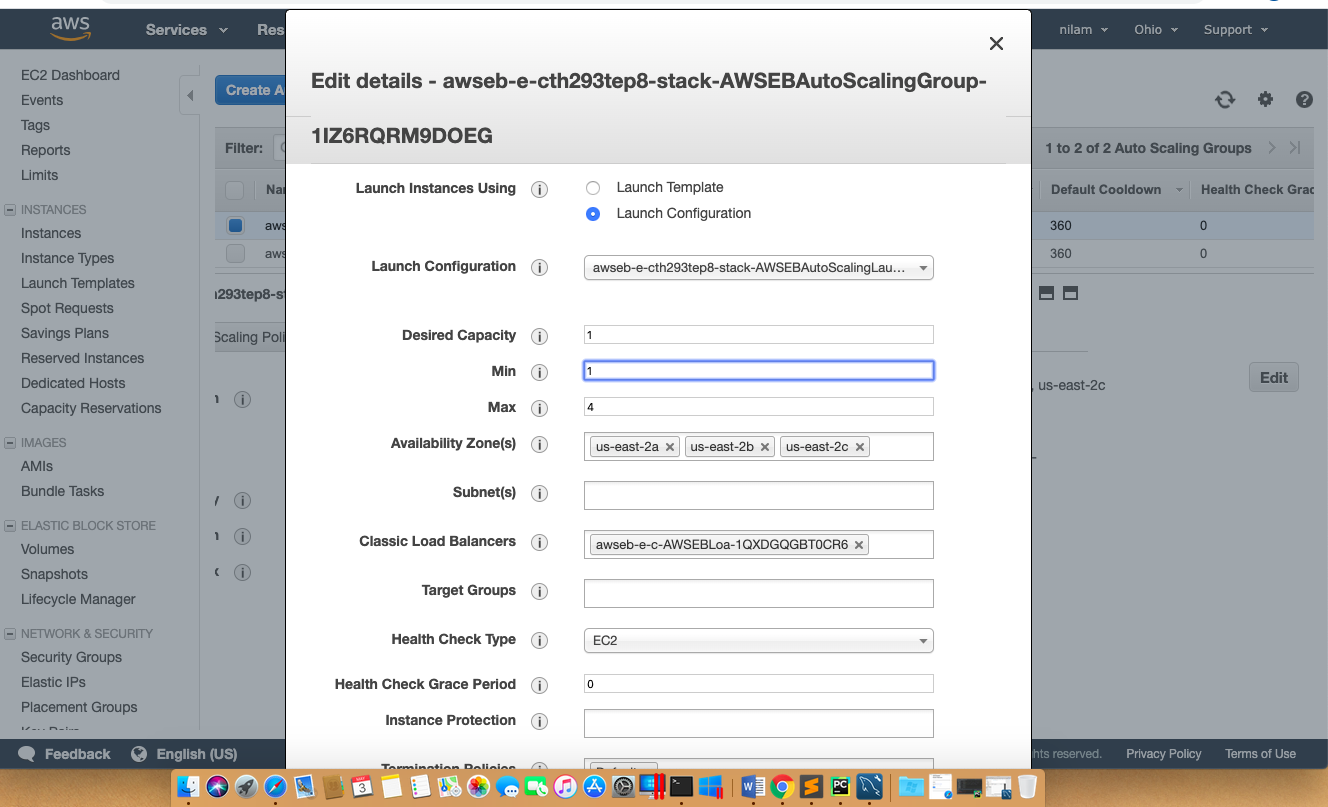 aws
Services
Res
nilam
Ohio
Support
EC2 Dashboard
Events
Tags
Reports
Limits
INSTANCES
Instances
Instance Types
Launch Templates
Spot Requests
Savings Plans
Reserved Instances
Dedicated Hosts
Capacity Reservations
IMAGES
AMIs
Bundle Tasks
ELASTIC BLOCK STORE
Volumes
Snapshots
Lifecycle Manager
NETWORK & SECURITY
Security Groups
Elastic IPs
Placement Groups
Create A
Filter:
Na
aws
aws
293tep8-s
Scaling Poli
Edit details - awseb-e-cth293tep8-stack-AWSEBAutoScalingGroup-
1IZ6RQRM9DOEG
Launch Instances Using
Launch Template
Launch Configuration
Launch Configuration
awseb-e-cth293tep8-stack-AWSEBAutoScalingLau...
Desired Capacity
1
Min
1
Max
4
Availability Zone(s)
us-east-2a
us-east-2b
us-east-2c
Subnet(s)
Classic Load Balancers
awseb-e-c-AWSEBLoa-1QXDGQGBT0CR6
Target Groups
Health Check Type
EC2
Health Check Grace Period
0
Instance Protection
Termination Policies
1 to 2 of 2 Auto Scaling Groups
Default Cooldown
Health Check Grac
360
0
360
0
, us-east-2c
Edit
Feedback
English (US)
hts reserved.
Privacy Policy
Terms of Use
3
W
PC